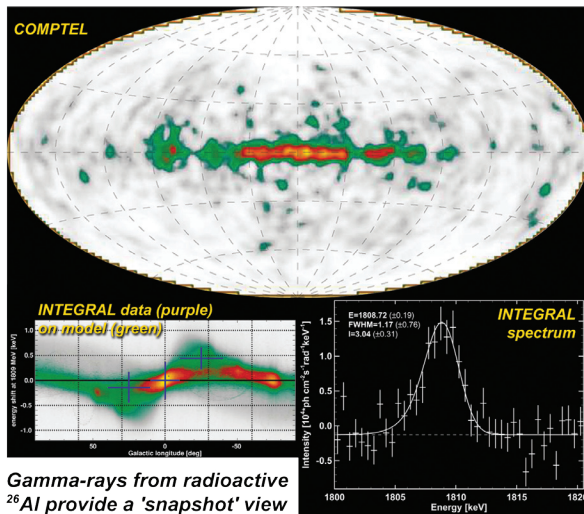 COMPTEL
INTEGRAL data (purple)
on model (green)
energy shift at 1809 MeV [keV]
0.5
0.0
-0.5
-1.0
50
0
-50
Galactic longitude [deg]
E=1808.72 (±0.19)
FWHM=1.17 (±0.76)
I=3.04 (±0.31)
INTEGRAL
spectrum
Intensity [10⁻⁴ph cm⁻²s⁻¹rad⁻¹keV⁻¹]
1.5
1.0
0.5
0.0
-0.5
1800
1805
1810
1815
1820
Energy [keV]
Gamma-rays from radioactive
²⁶Al provide a 'snapshot' view